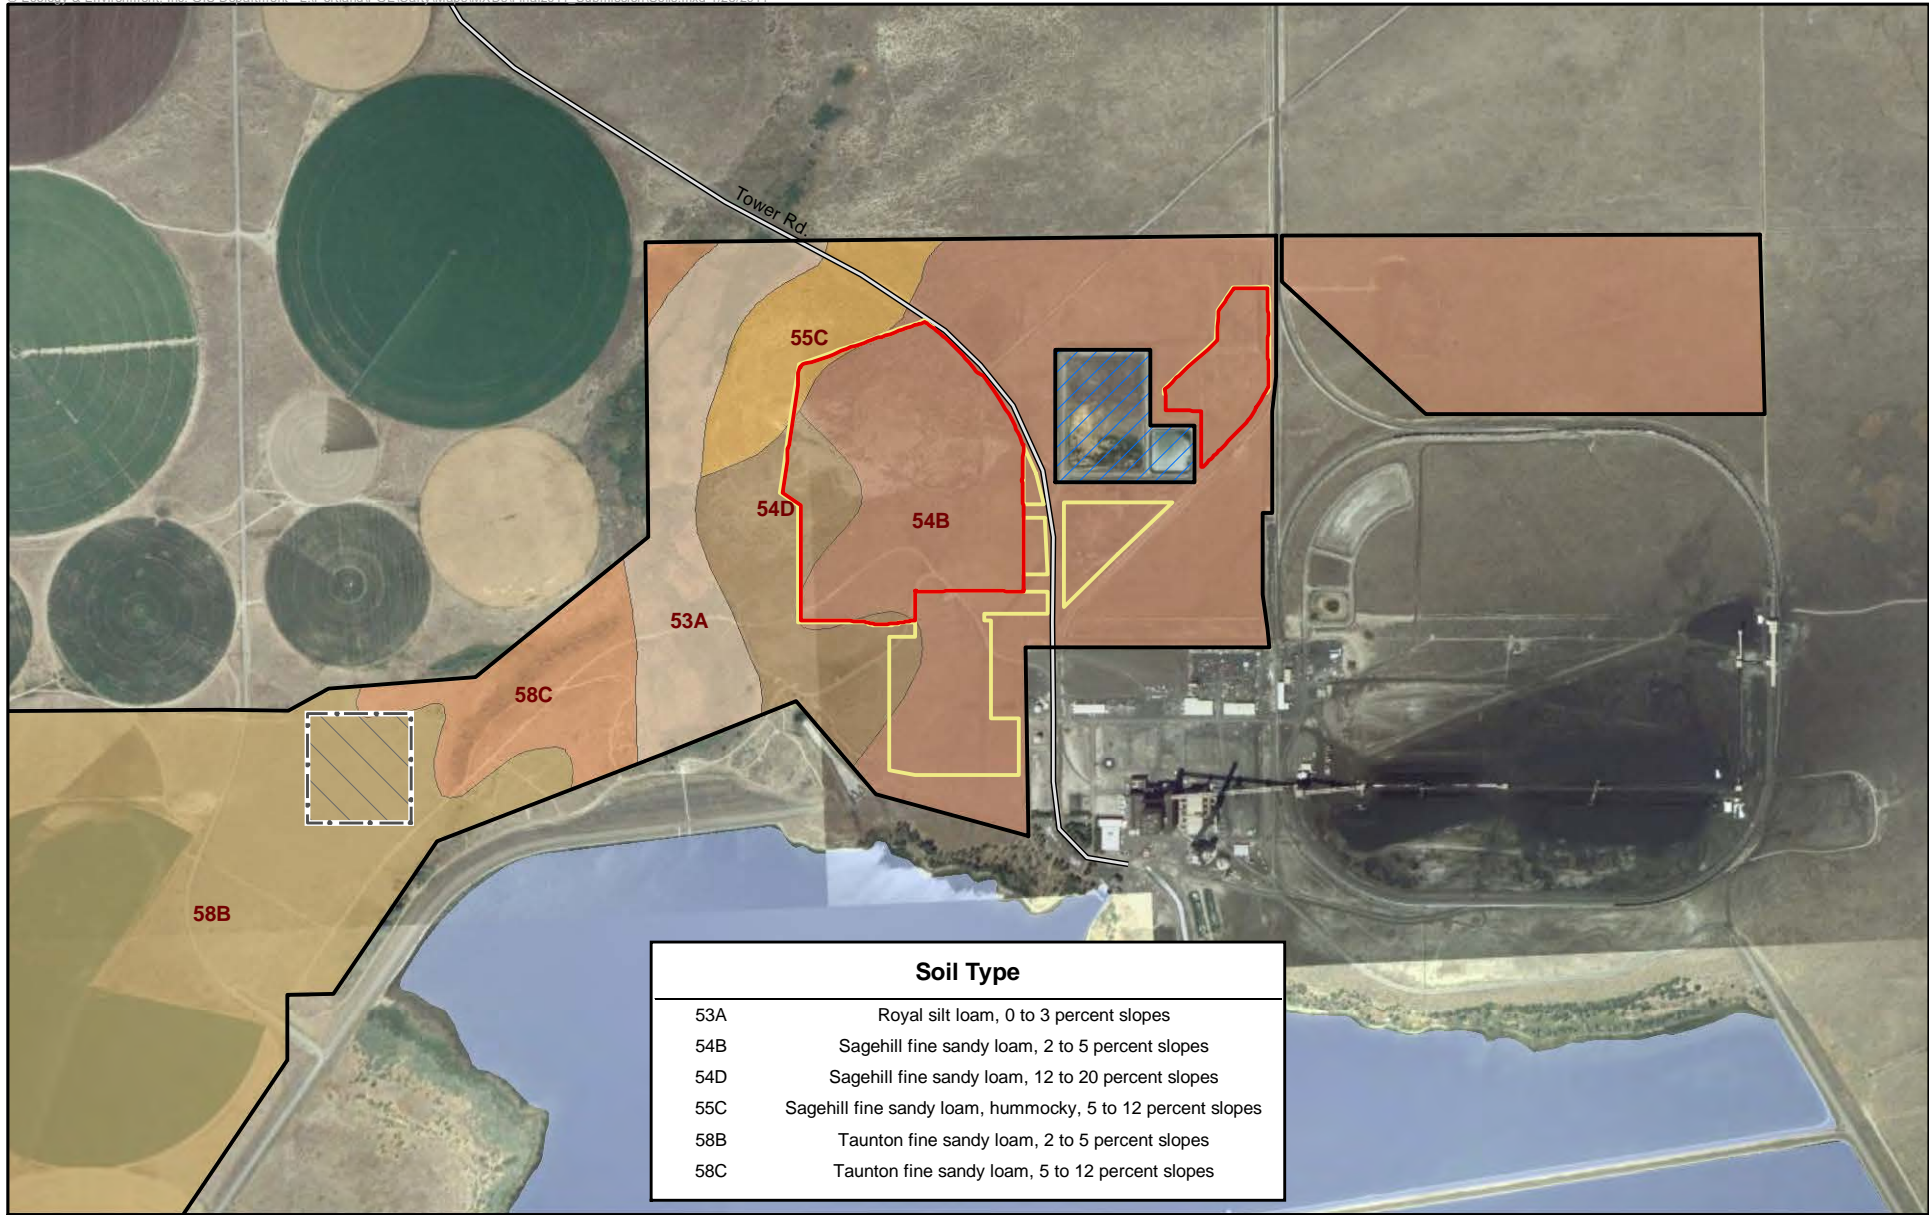 Tower Rd.
55C
54D
54B
53A
58C
58B
Soil Type
53A Royal silt loam, 0 to 3 percent slopes
54B Sagehill fine sandy loam, 2 to 5 percent slopes
54D Sagehill fine sandy loam, 12 to 20 percent slopes
55C Sagehill fine sandy loam, hummocky, 5 to 12 percent slopes
58B Taunton fine sandy loam, 2 to 5 percent slopes
58C Taunton fine sandy loam, 5 to 12 percent slopes